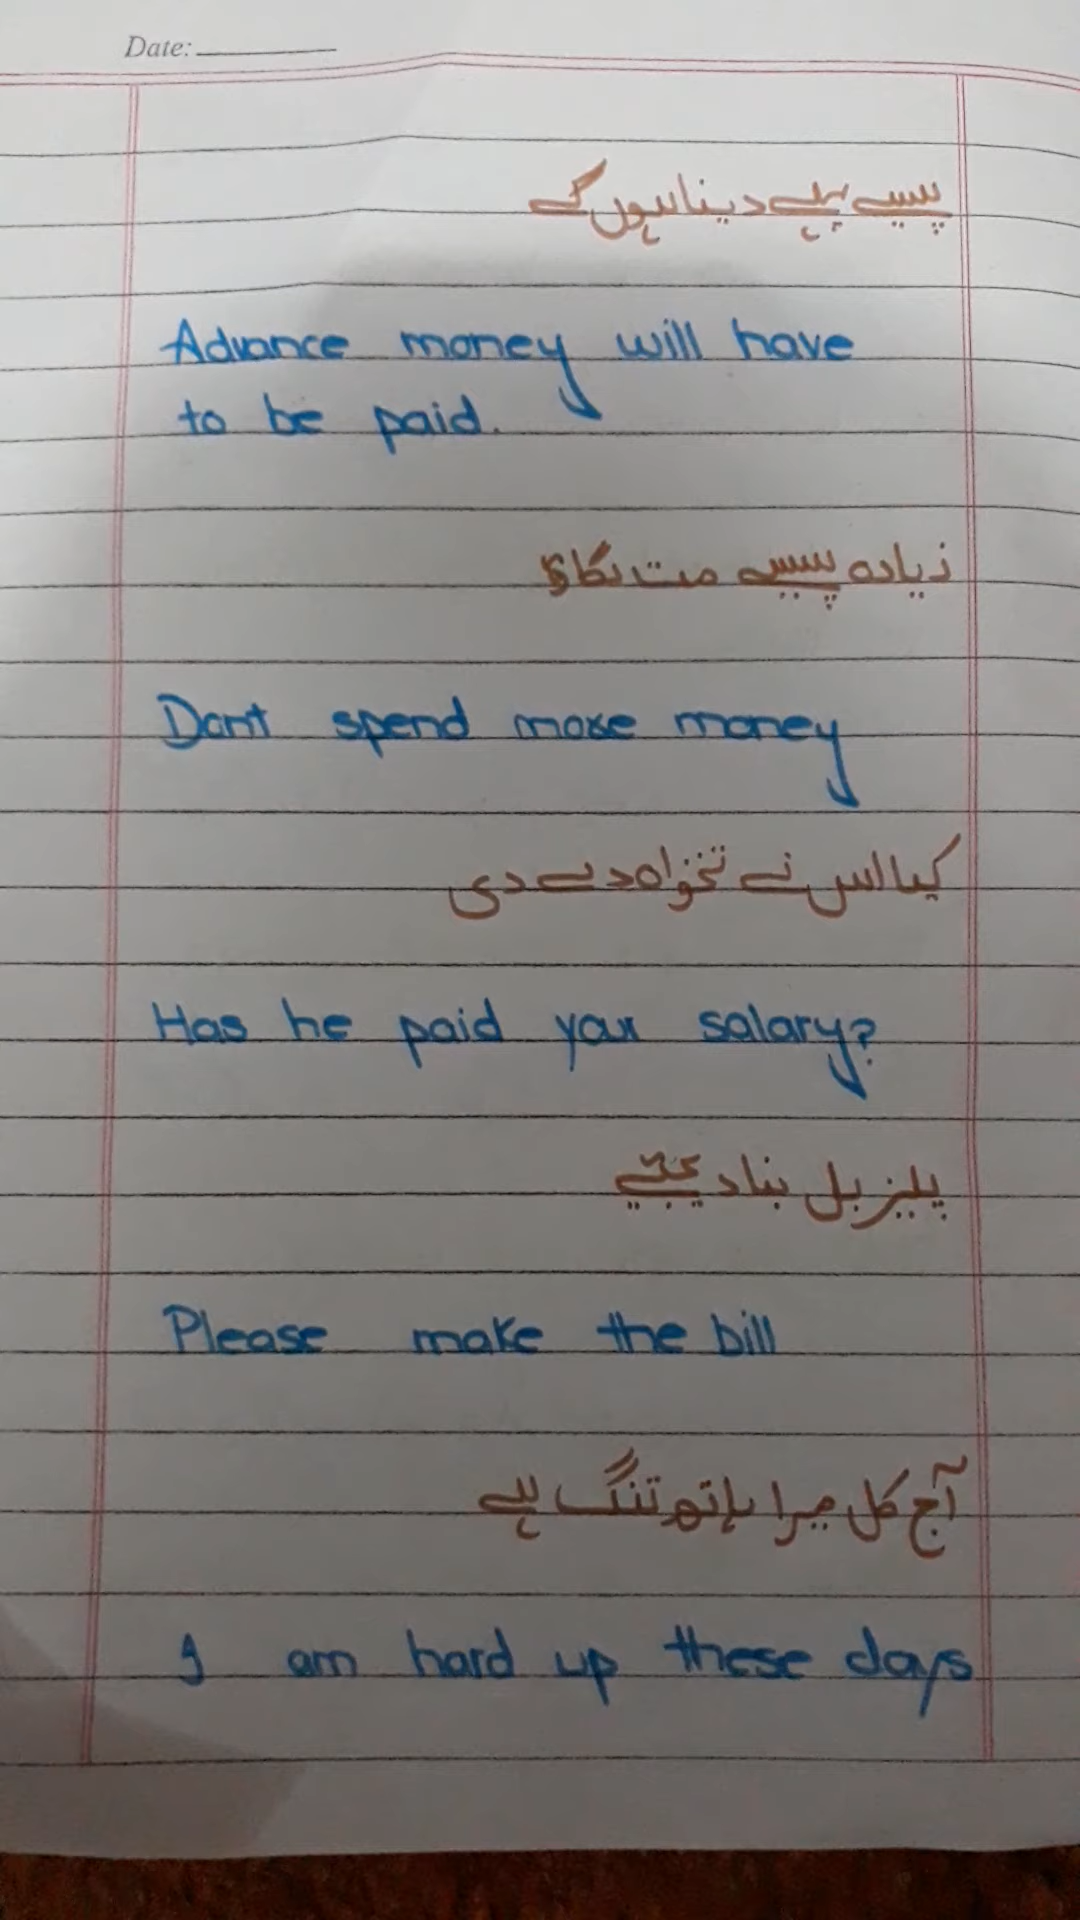 Date:
پیسے پہلے دینا ہوں گے
Advance money will have
to be paid.
زیادہ پیسے مت لگاؤ
Dont spend more money
کیا اس نے تنخواہ دے دی
Has he paid your salary?
پلیز بل بنا دیجیے
Please make the bill
آج کل میرا ہاتھ تنگ ہے
I am hard up these days